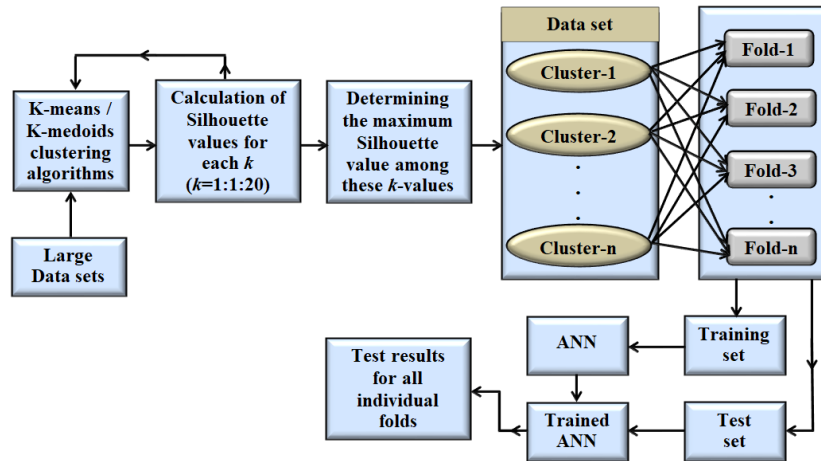 K-means /
K-medoids
clustering
algorithms
Large
Data sets
Calculation of
Silhouette
values for
each k
(k=1:1:20)
Determining
the maximum
Silhouette
value among
these k-values
Data set
Cluster-1
Cluster-2
.
.
.
Cluster-n
Fold-1
Fold-2
Fold-3
.
.
Fold-n
Training
set
ANN
Test results
for all
individual
folds
Trained
ANN
Test
set